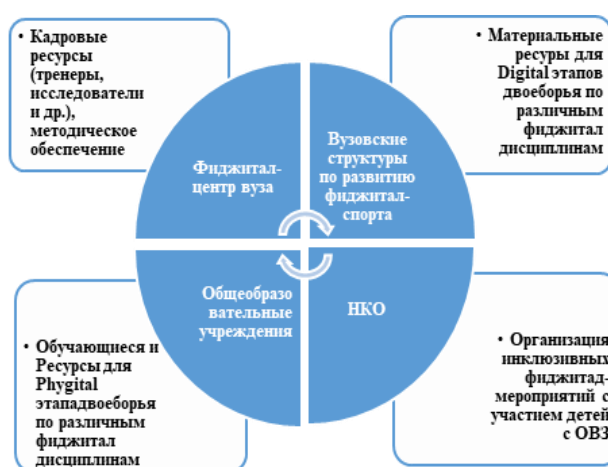 • Кадровые
ресурсы
(тренеры,
исследователи
и др.),
методическое
обеспечение
• Материальные
ресуры для
Digital этапов
двоеборья по
различным
фиджитал
дисциплинам
Фиджитал-
центр вуза
Вузовские
структуры
по развитию
фиджитал-
спорта
Общеобразо
вательные
учреждения
НКО
• Обучающиеся и
Ресурсы для
Phygital
этападвоеборья
по различным
фиджитал
дисциплинам
• Организация
инклюзивных
фиджитад-
мероприятий с
участием детей
с ОВЗ